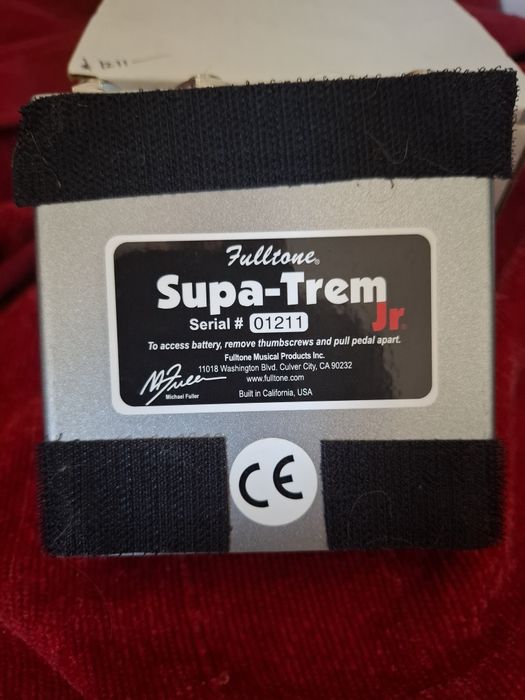 Fulltone®
Supa-Trem
Jr.
Serial # 01211
To access battery, remove thumbscrews and pull pedal apart.
Fulltone Musical Products Inc.
11018 Washington Blvd. Culver City, CA 90232
www.fulltone.com
M. Fuller
Michael Fuller
Built in California, USA
CE